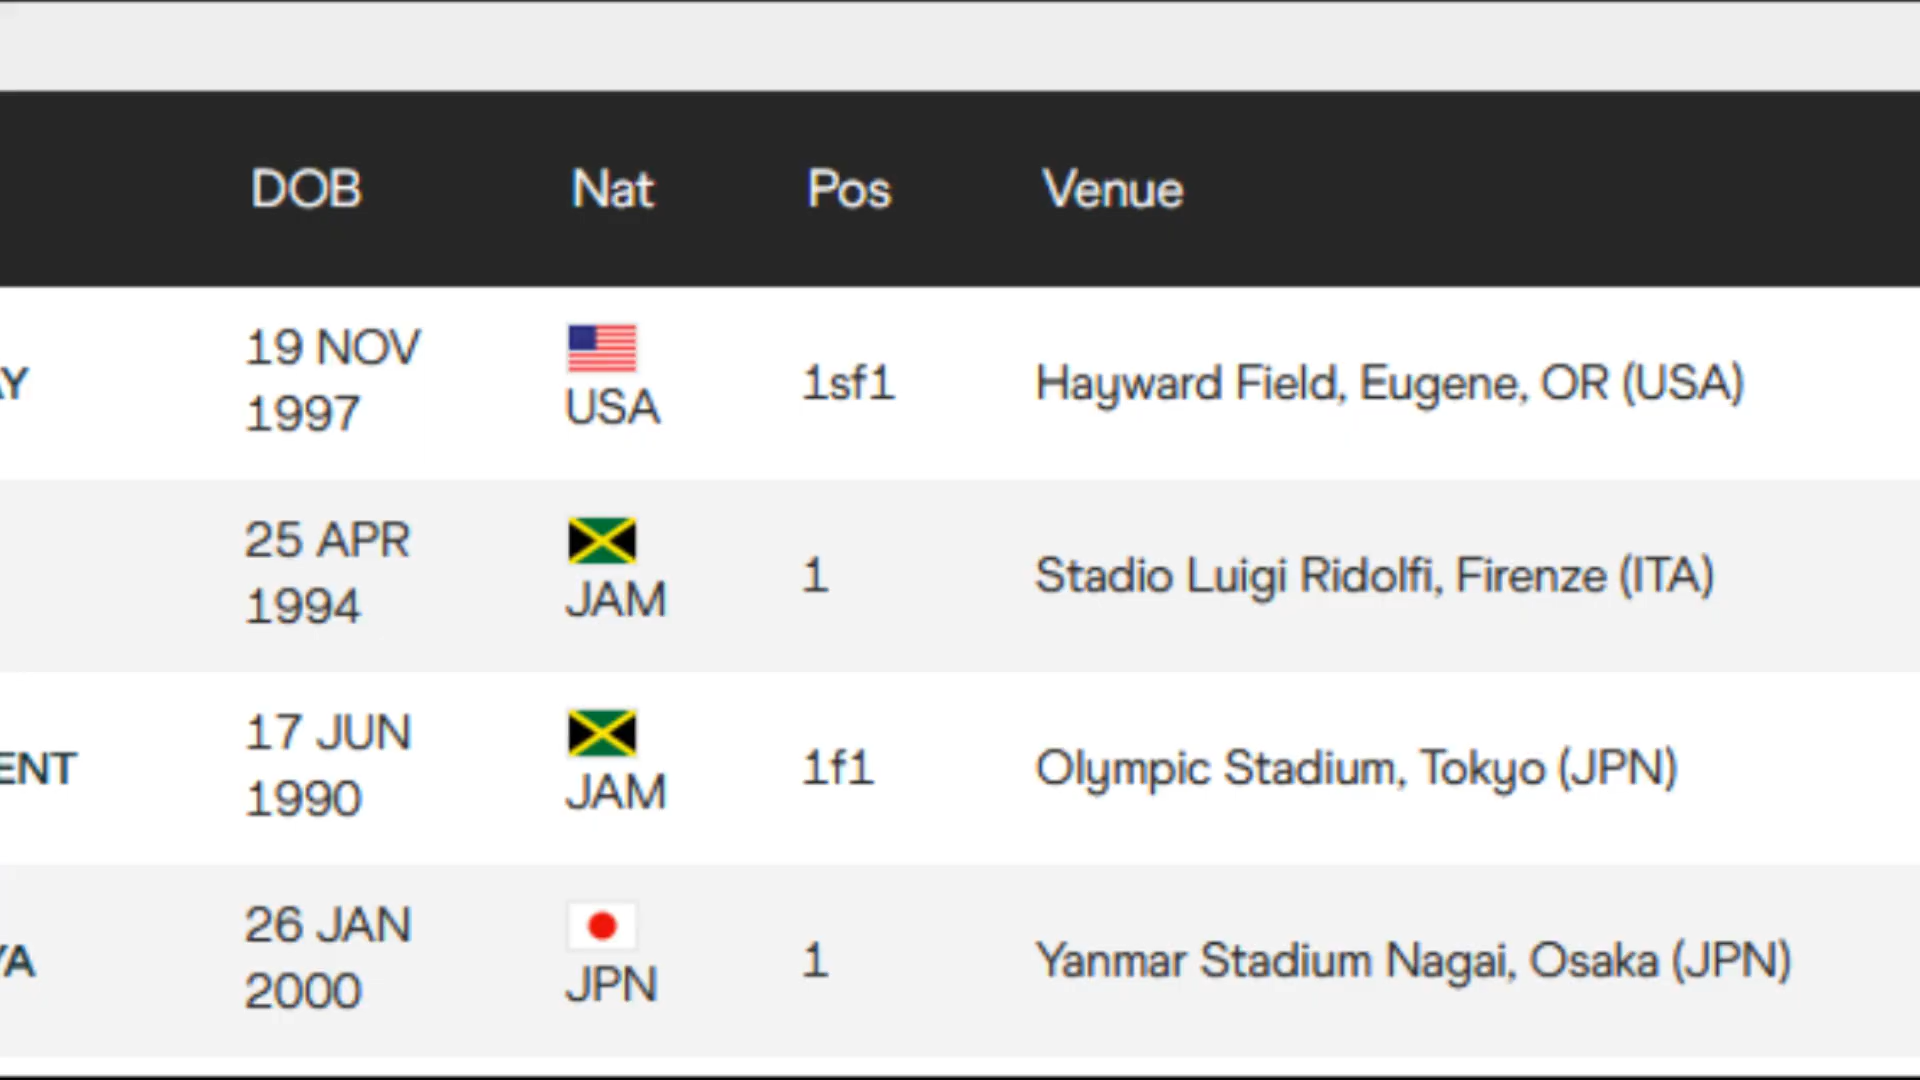 DOB Nat Pos Venue
AY 19 NOV 1997 USA 1sf1 Hayward Field, Eugene, OR (USA)
25 APR 1994 JAM 1 Stadio Luigi Ridolfi, Firenze (ITA)
ENT 17 JUN 1990 JAM 1f1 Olympic Stadium, Tokyo (JPN)
YA 26 JAN 2000 JPN 1 Yanmar Stadium Nagai, Osaka (JPN)